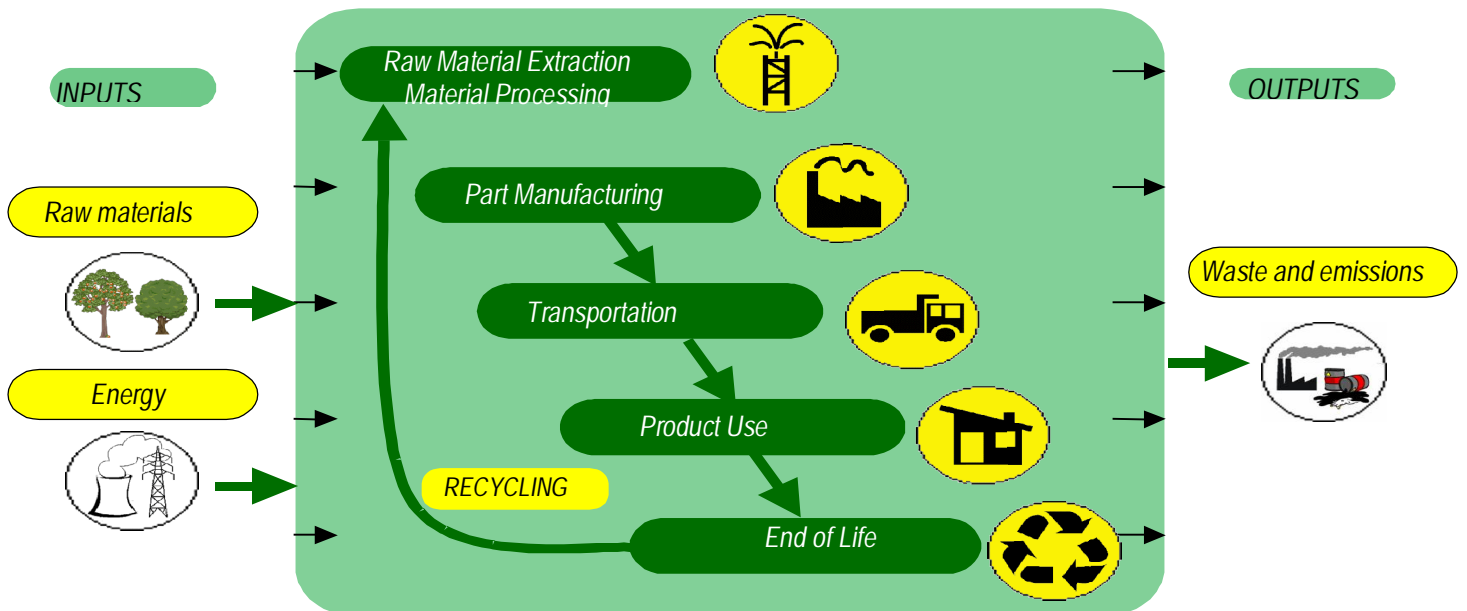 INPUTS
Raw materials
Energy
Raw Material Extraction
Material Processing
Part Manufacturing
Transportation
Product Use
RECYCLING
End of Life
OUTPUTS
Waste and emissions